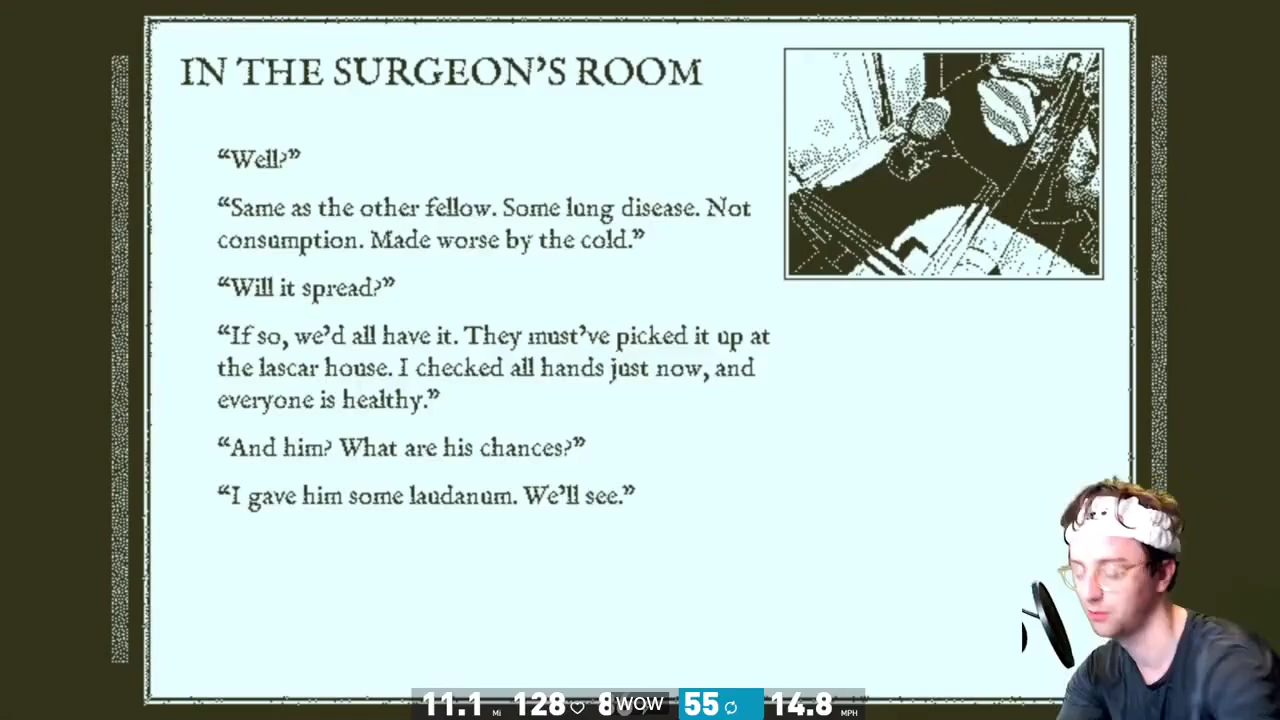 IN THE SURGEON'S ROOM
“Well?”
“Same as the other fellow. Some lung disease. Not
consumption. Made worse by the cold.”
“Will it spread?”
“If so, we'd all have it. They must've picked it up at
the lascar house. I checked all hands just now, and
everyone is healthy.”
“And him? What are his chances?”
“I gave him some laudanum. We'll see.”
11.1 Mi 128 8 WOW 55 14.8 MPH